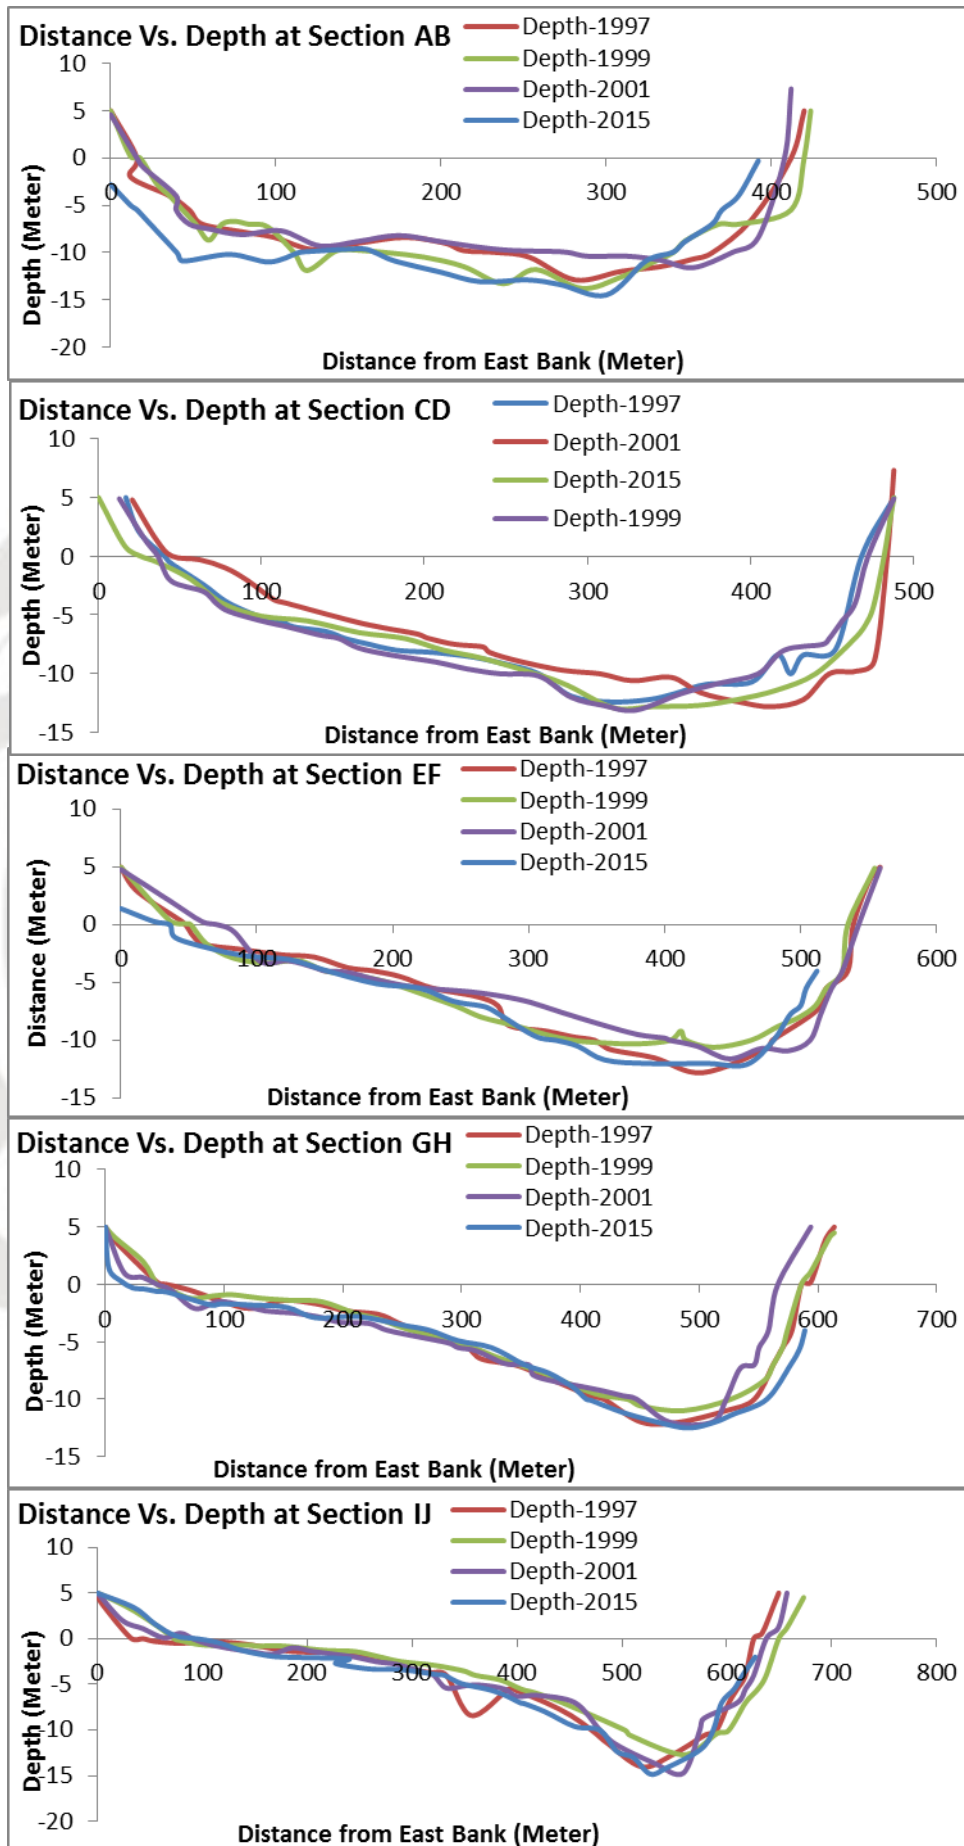 Distance Vs. Depth at Section AB
Depth-1997
Depth-1999
Depth-2001
Depth-2015
10
5
0
-5
-10
-15
-20
0 100 200 300 400 500
Depth (Meter)
Distance from East Bank (Meter)
Distance Vs. Depth at Section CD
Depth-1997
Depth-2001
Depth-2015
Depth-1999
10
5
0
-5
-10
-15
0 100 200 300 400 500
Depth (Meter)
Distance from East Bank (Meter)
Distance Vs. Depth at Section EF
Depth-1997
Depth-1999
Depth-2001
Depth-2015
10
5
0
-5
-10
-15
0 100 200 300 400 500 600
Distance (Meter)
Distance from East Bank (Meter)
Distance Vs. Depth at Section GH
Depth-1997
Depth-1999
Depth-2001
Depth-2015
10
5
0
-5
-10
-15
0 100 200 300 400 500 600 700
Depth (Meter)
Distance from East Bank (Meter)
Distance Vs. Depth at Section IJ
Depth-1997
Depth-1999
Depth-2001
Depth-2015
10
5
0
-5
-10
-15
-20
0 100 200 300 400 500 600 700 800
Depth (Meter)
Distance from East Bank (Meter)